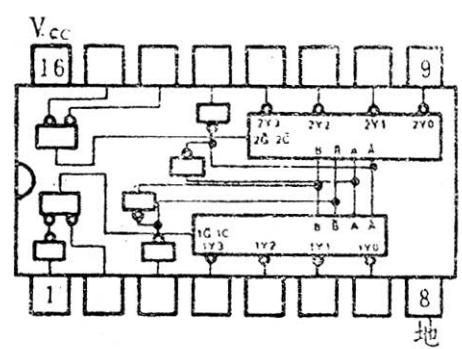 Vcc
16 9
2Y3 2Y2 2Y1 2Y0
2G̅ 2C̅
B B̅ A A̅
B B̅ A A̅
1G̅ 1C
1Y3 1Y2 1Y1 1Y0
1 8
地